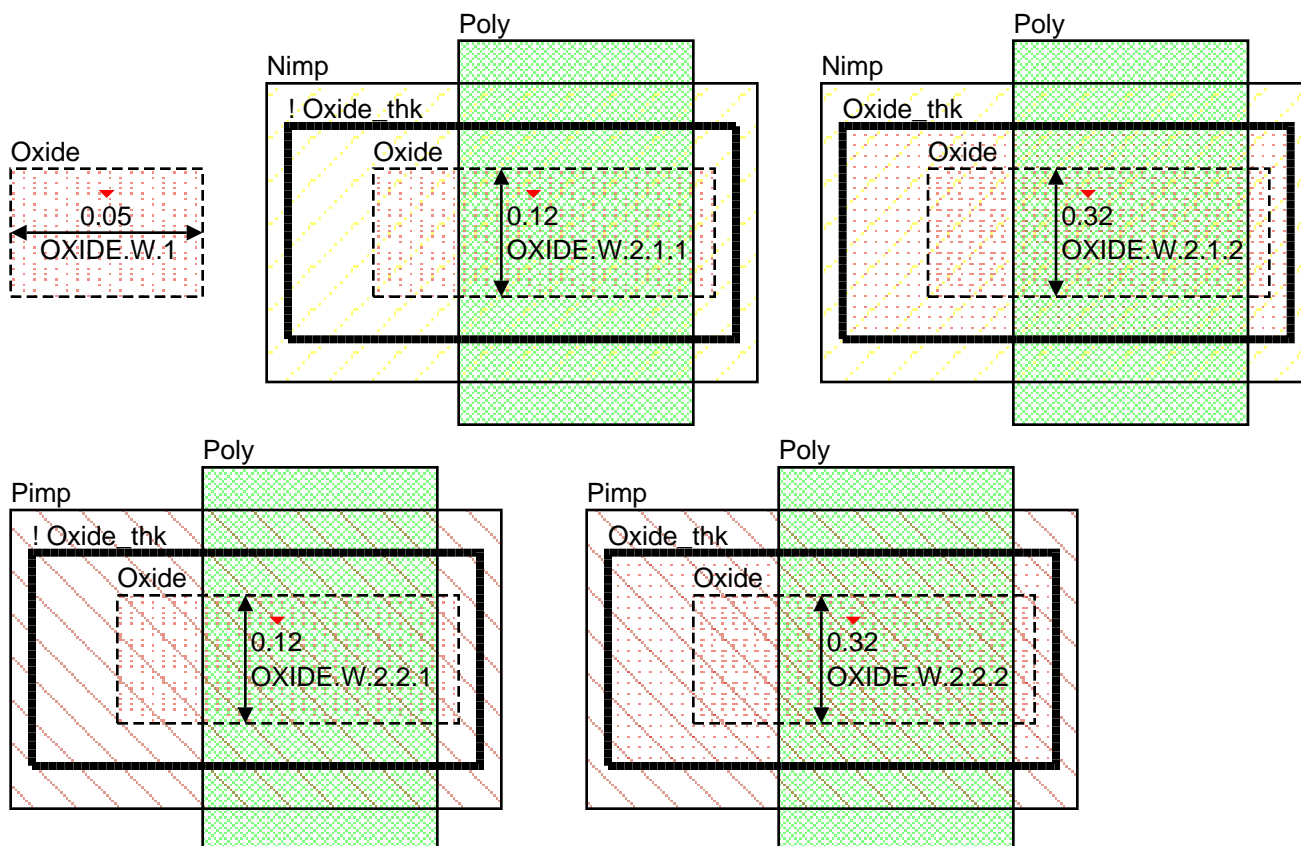 Poly
Poly
Nimp
Nimp
! Oxide_thk
Oxide_thk
Oxide
Oxide
Oxide
0.05
OXIDE.W.1
0.12
OXIDE.W.2.1.1
0.32
OXIDE.W.2.1.2
Poly
Poly
Pimp
Pimp
! Oxide_thk
Oxide_thk
Oxide
Oxide
0.12
OXIDE.W.2.2.1
0.32
OXIDE.W.2.2.2